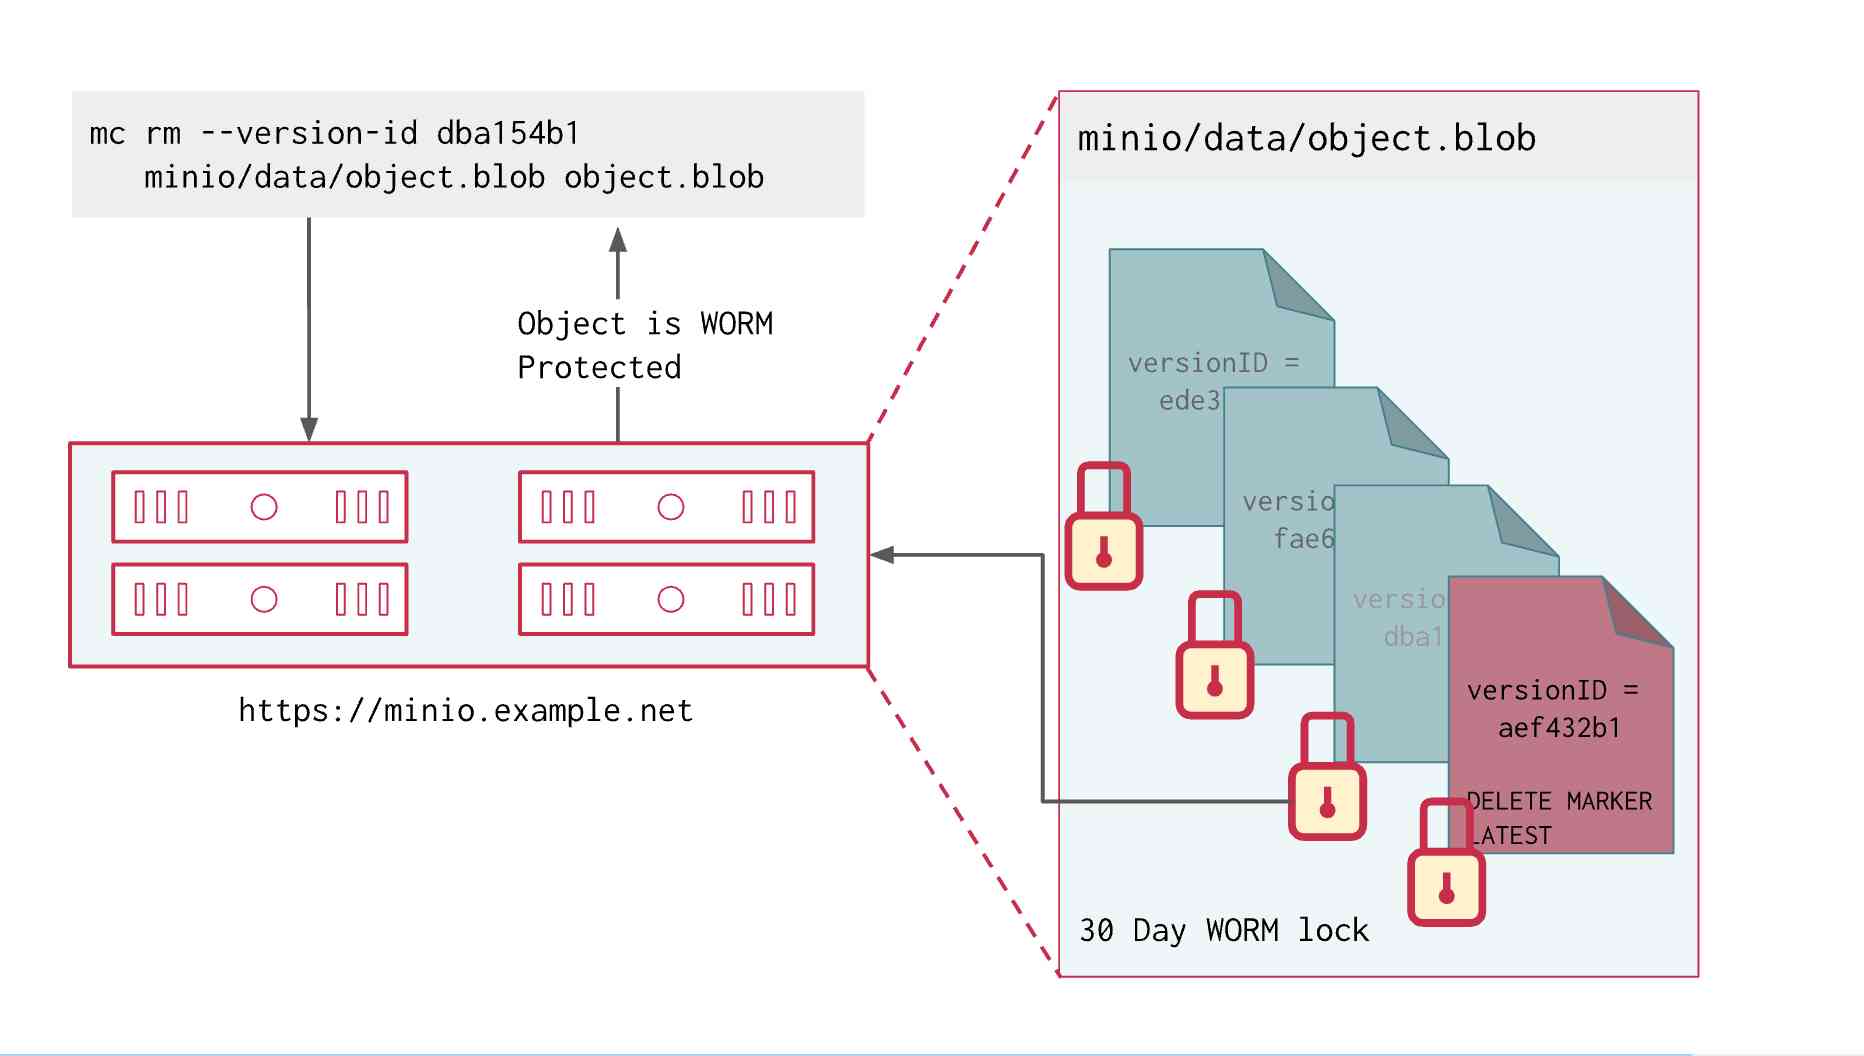 mc rm --version-id dba154b1
minio/data/object.blob object.blob
Object is WORM
Protected
https://minio.example.net
minio/data/object.blob
versionID =
ede3
versio
fae6
versio
dba1
versionID =
aef432b1
DELETE MARKER
LATEST
30 Day WORM lock